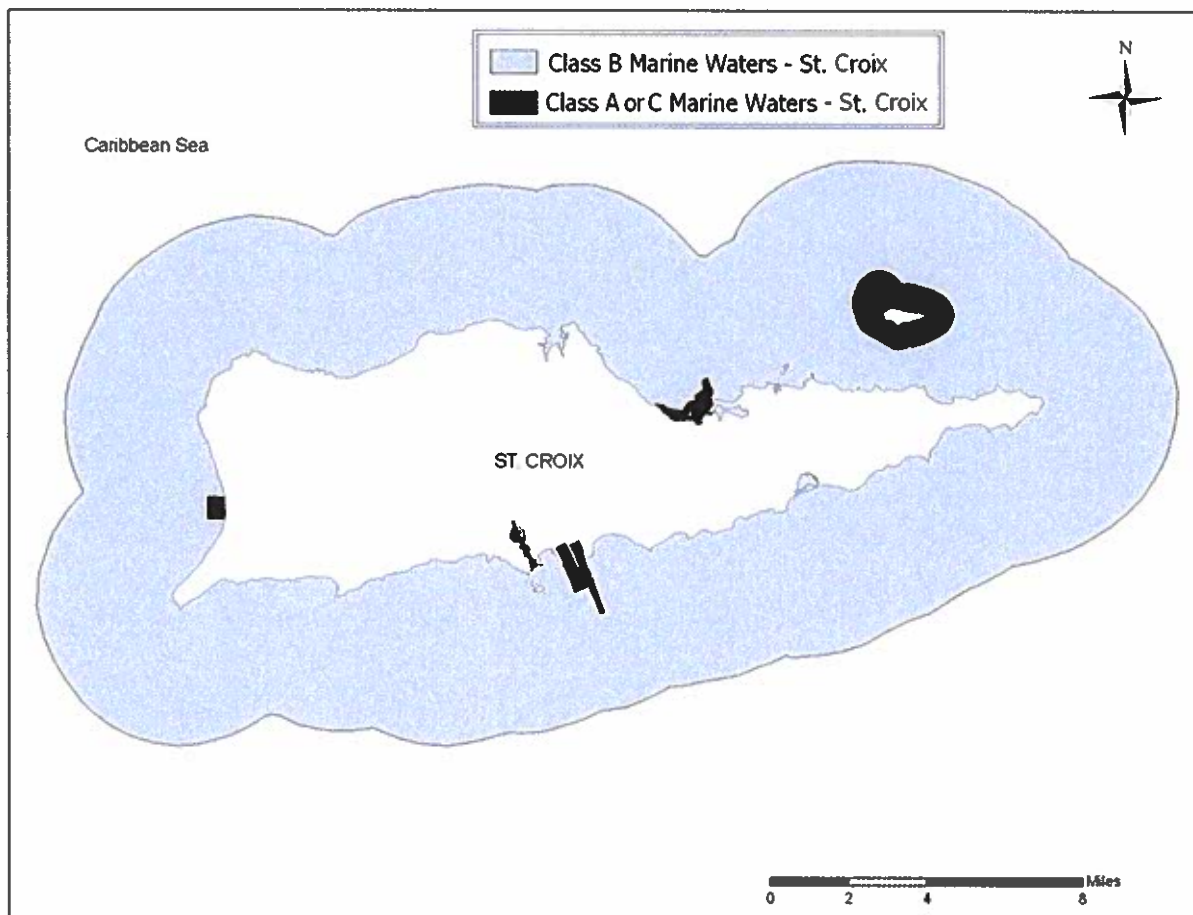 Class B Marine Waters - St. Croix
Class A or C Marine Waters - St. Croix
N
Caribbean Sea
ST. CROIX
Miles
0 2 4 8